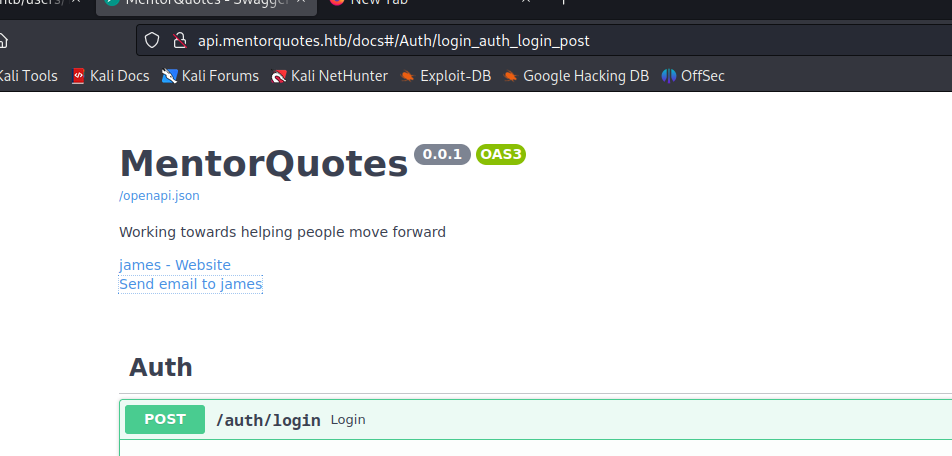 MentorQuotes - Swagger
New Tab
api.mentorquotes.htb/docs#/Auth/login_auth_login_post
Kali Tools Kali Docs Kali Forums Kali NetHunter Exploit-DB Google Hacking DB OffSec
MentorQuotes 0.0.1 OAS3
/openapi.json
Working towards helping people move forward
james - Website
Send email to james
Auth
POST /auth/login Login